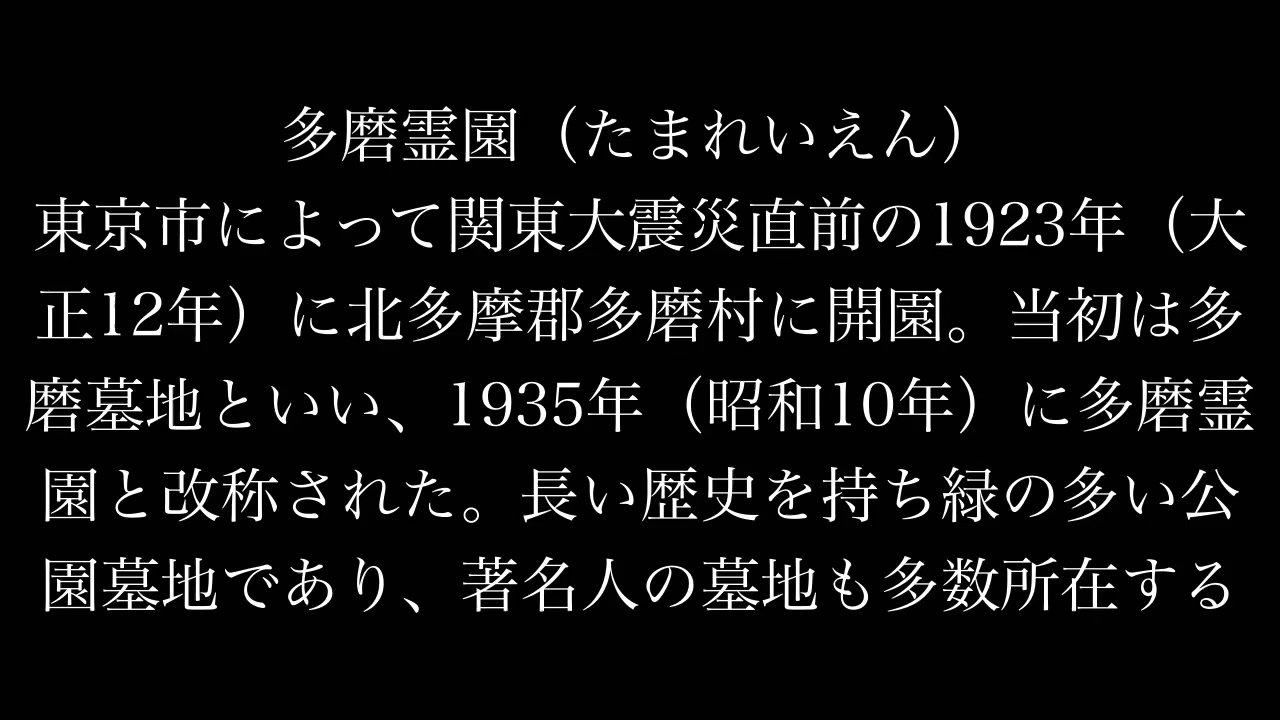 多磨霊園（たまれいえん）
東京市によって関東大震災直前の1923年（大
正12年）に北多摩郡多磨村に開園。当初は多
磨墓地といい、1935年（昭和10年）に多磨霊
園と改称された。長い歴史を持ち緑の多い公
園墓地であり、著名人の墓地も多数所在する